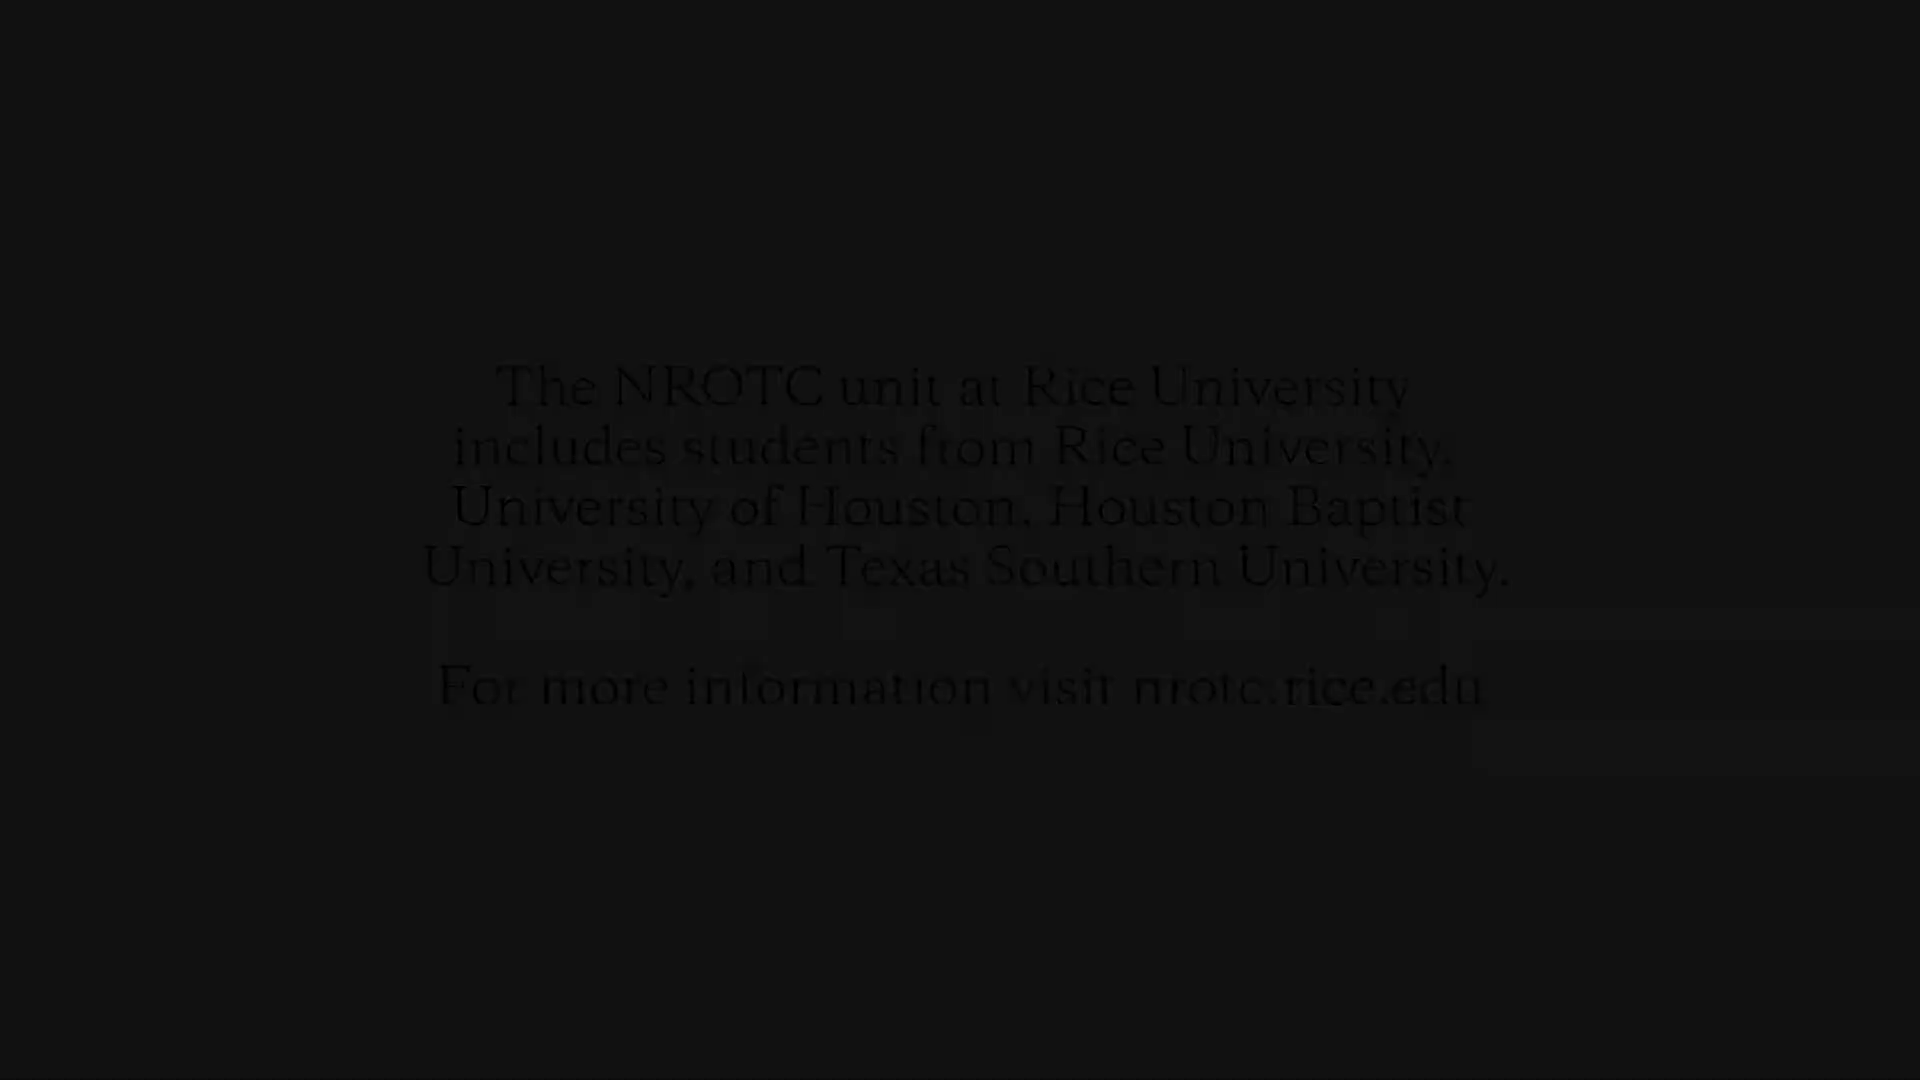 The NROTC unit at Rice University
includes students from Rice University,
University of Houston, Houston Baptist
University, and Texas Southern University.
For more information visit nrotc.rice.edu